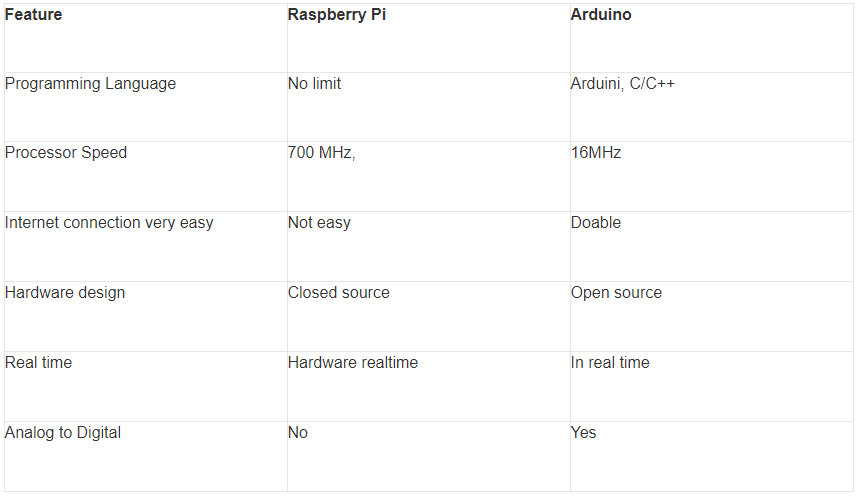 Feature Raspberry Pi Arduino
Programming Language No limit Arduini, C/C++
Processor Speed 700 MHz, 16MHz
Internet connection very easy Not easy Doable
Hardware design Closed source Open source
Real time Hardware realtime In real time
Analog to Digital No Yes